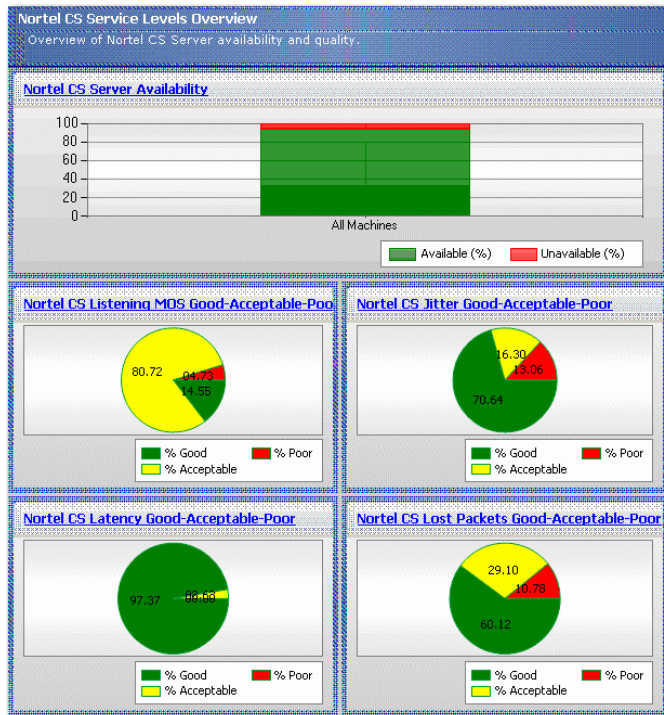 Nortel CS Service Levels Overview
Overview of Nortel CS Server availability and quality.
Nortel CS Server Availability
100
80
60
40
20
0
All Machines
Available (%) Unavailable (%)
Nortel CS Listening MOS Good-Acceptable-Poo
80.72
04.73
14.55
% Good % Poor
% Acceptable
Nortel CS Jitter Good-Acceptable-Poor
16.30
13.06
70.64
% Good % Poor
% Acceptable
Nortel CS Latency Good-Acceptable-Poor
97.37
% Good % Poor
% Acceptable
Nortel CS Lost Packets Good-Acceptable-Poor
29.10
10.78
60.12
% Good % Poor
% Acceptable